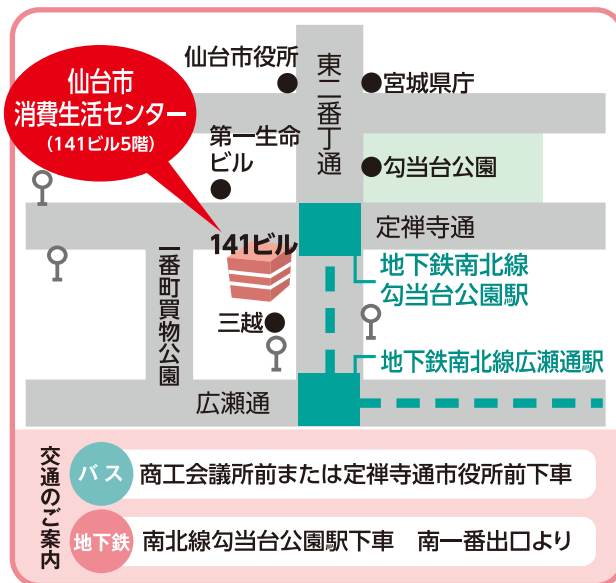 仙台市
消費生活センター
(141ビル5階)
仙台市役所
東二番丁通
宮城県庁
第一生命
ビル
勾当台公園
定禅寺通
141ビル
地下鉄南北線
勾当台公園駅
一番町買物公園
三越
地下鉄南北線広瀬通駅
広瀬通
交通のご案内
バス 商工会議所前または定禅寺通市役所前下車
地下鉄 南北線勾当台公園駅下車　南一番出口より